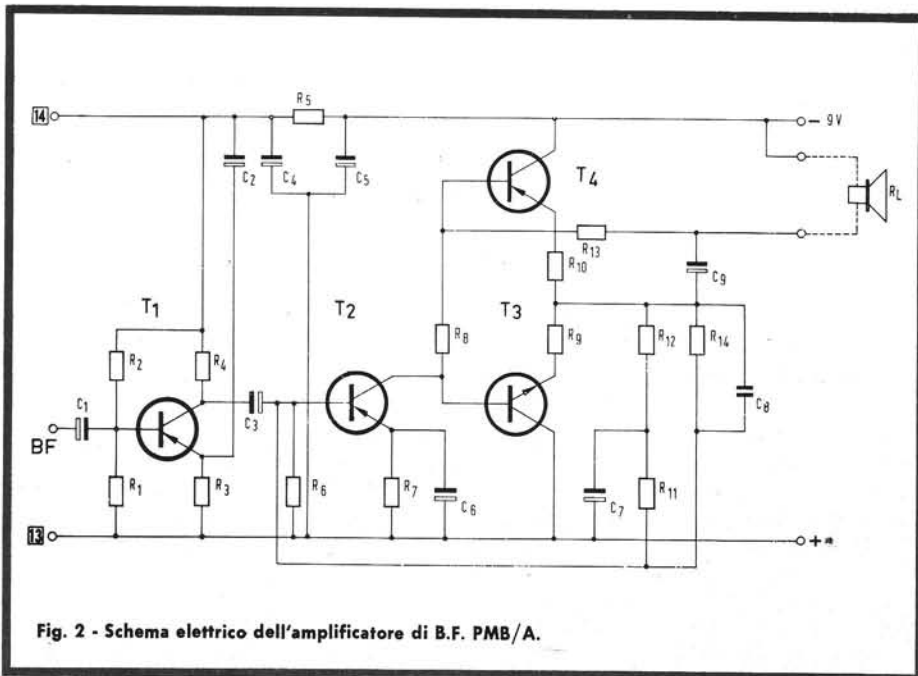 R5
14
- 9V
C2
C4
C5
T4
RL
R13
R10
C9
T1
T2
T3
R2
R4
R8
R9
R12
R14
C1
C3
C8
BF
R1
R3
R6
R7
C6
C7
R11
13
+
Fig. 2 - Schema elettrico dell'amplificatore di B.F. PMB/A.